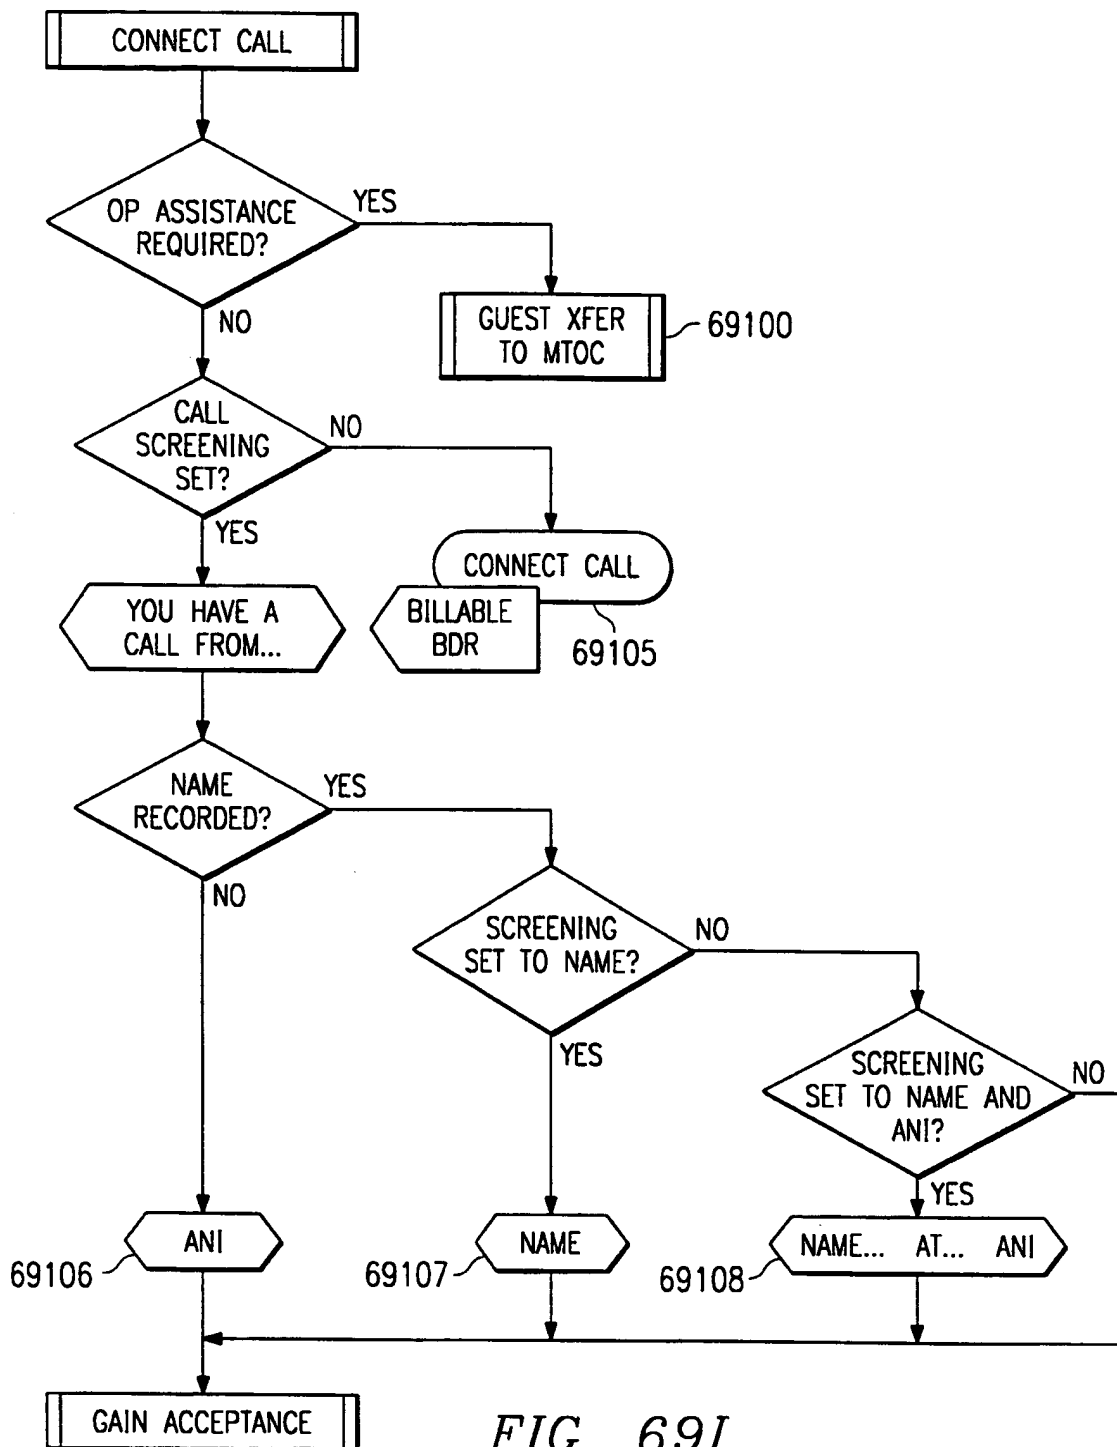 CONNECT CALL
OP ASSISTANCE
REQUIRED?
YES
NO
GUEST XFER
TO MTOC
69100
CALL
SCREENING
SET?
NO
YES
CONNECT CALL
BILLABLE
BDR
69105
YOU HAVE A
CALL FROM...
NAME
RECORDED?
YES
NO
SCREENING
SET TO NAME?
NO
YES
SCREENING
SET TO NAME AND
ANI?
NO
YES
ANI
69106
NAME
69107
NAME... AT... ANI
69108
GAIN ACCEPTANCE
FIG. 69I